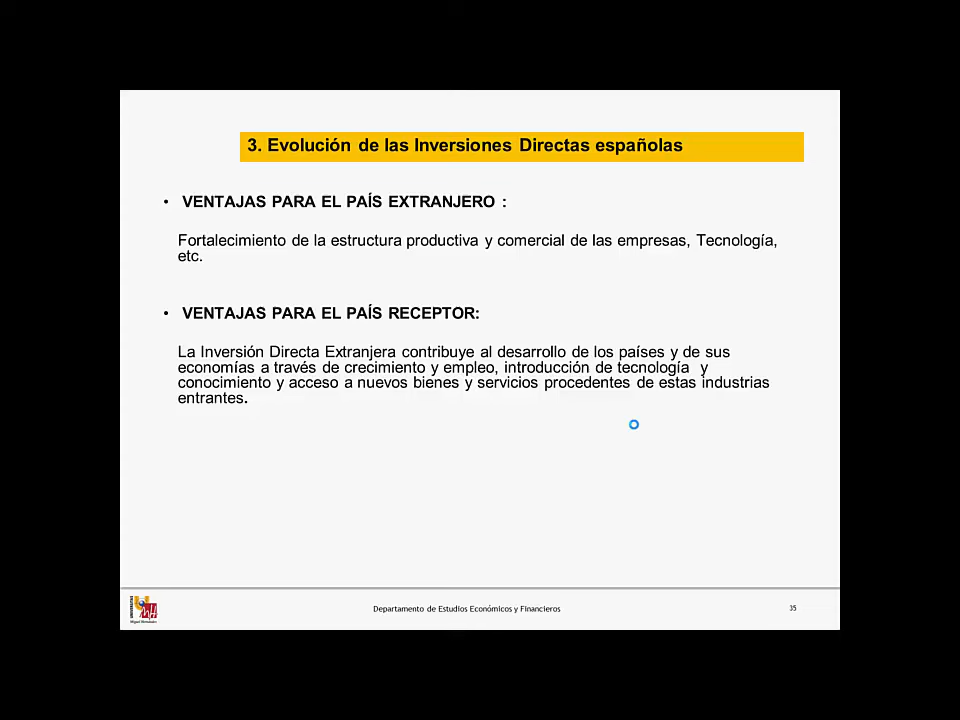 3. Evolución de las Inversiones Directas españolas
• VENTAJAS PARA EL PAÍS EXTRANJERO :
Fortalecimiento de la estructura productiva y comercial de las empresas, Tecnología,
etc.
• VENTAJAS PARA EL PAÍS RECEPTOR:
La Inversión Directa Extranjera contribuye al desarrollo de los países y de sus
economías a través de crecimiento y empleo, introducción de tecnología y
conocimiento y acceso a nuevos bienes y servicios procedentes de estas industrias
entrantes.
UNIVERSITAS
Miguel Hernández
Departamento de Estudios Económicos y Financieros
35